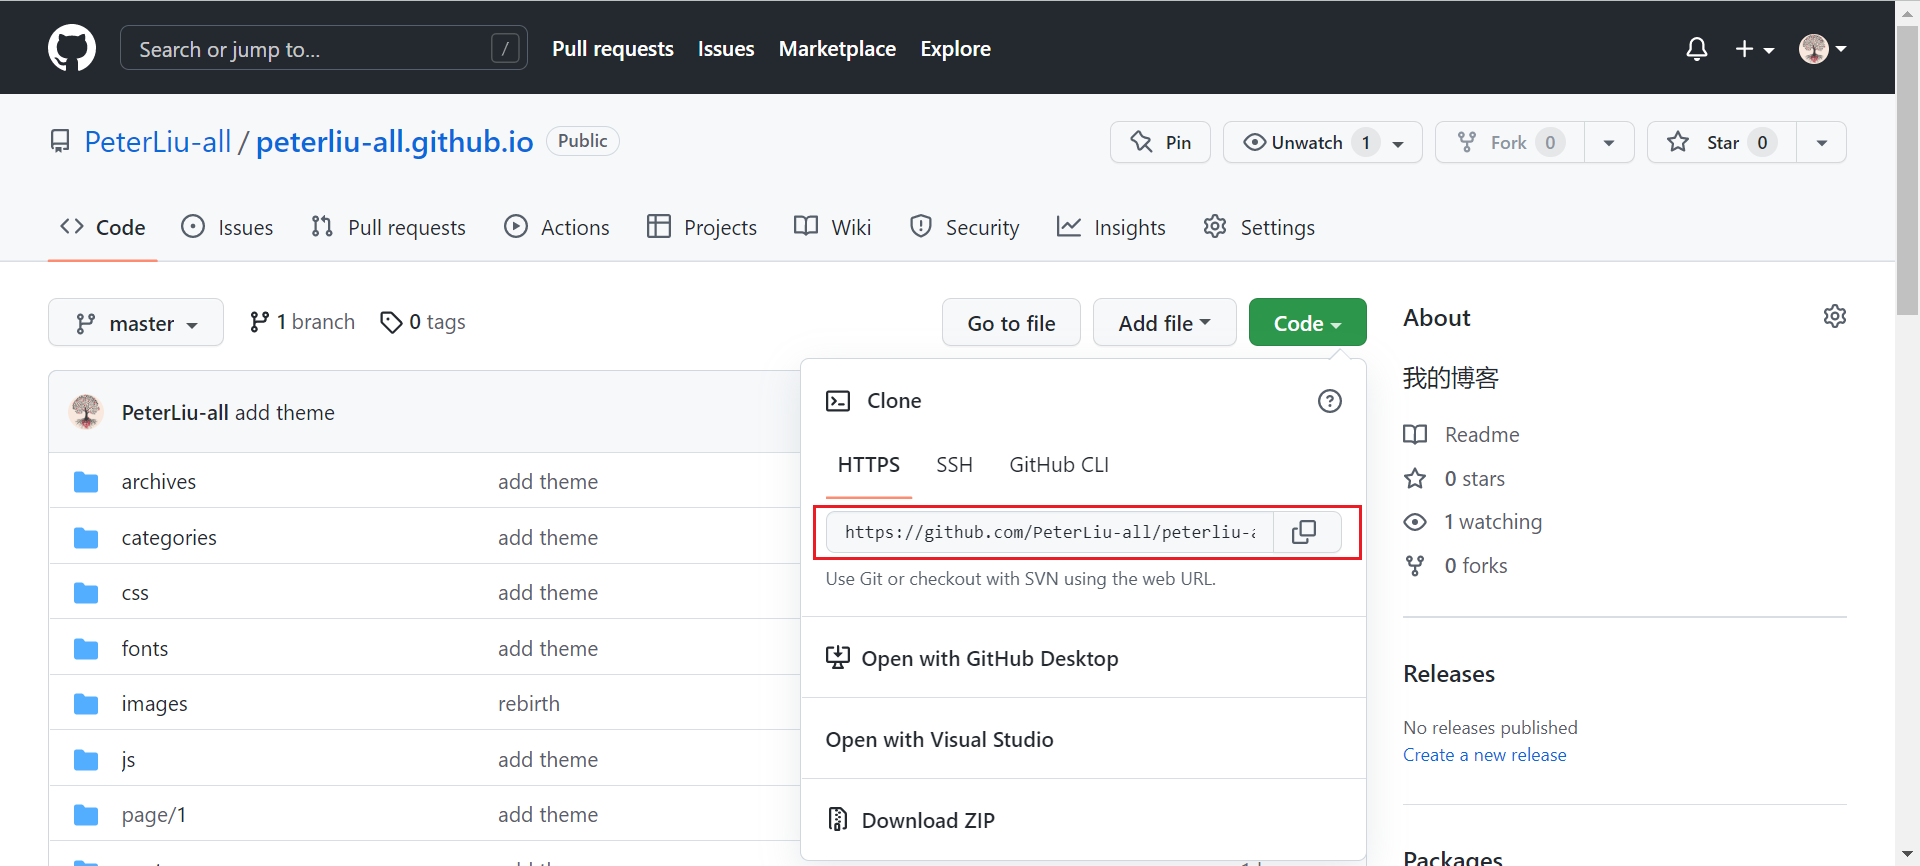 Search or jump to...
/
Pull requests
Issues
Marketplace
Explore
PeterLiu-all / peterliu-all.github.io
Public
Pin
Unwatch 1
Fork 0
Star 0
Code
Issues
Pull requests
Actions
Projects
Wiki
Security
Insights
Settings
master
1 branch
0 tags
Go to file
Add file
Code
PeterLiu-all add theme
archives add theme
categories add theme
css add theme
fonts add theme
images rebirth
js add theme
page/1 add theme
Clone
HTTPS
SSH
GitHub CLI
https://github.com/PeterLiu-all/peterliu-a
Use Git or checkout with SVN using the web URL.
Open with GitHub Desktop
Open with Visual Studio
Download ZIP
About
我的博客
Readme
0 stars
1 watching
0 forks
Releases
No releases published
Create a new release
Packages